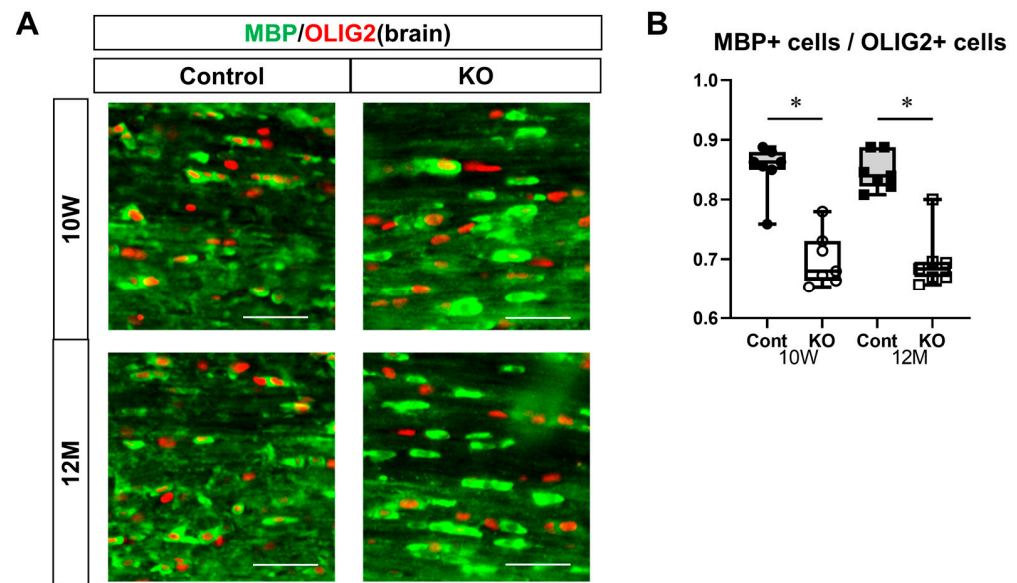 A
MBP/OLIG2(brain)
Control KO
10W
12M
B
MBP+ cells / OLIG2+ cells
1.0
0.9
0.8
0.7
0.6
* *
Cont KO Cont KO
10W 12M